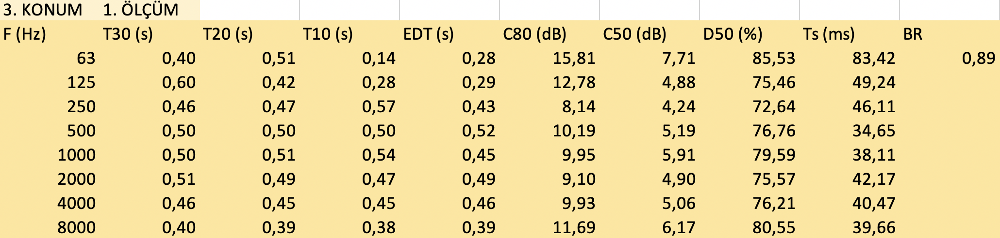 3. KONUM 1. ÖLÇÜM
F (Hz) T30 (s) T20 (s) T10 (s) EDT (s) C80 (dB) C50 (dB) D50 (%) Ts (ms) BR
63 0,40 0,51 0,14 0,28 15,81 7,71 85,53 83,42 0,89
125 0,60 0,42 0,28 0,29 12,78 4,88 75,46 49,24
250 0,46 0,47 0,57 0,43 8,14 4,24 72,64 46,11
500 0,50 0,50 0,50 0,52 10,19 5,19 76,76 34,65
1000 0,50 0,51 0,54 0,45 9,95 5,91 79,59 38,11
2000 0,51 0,49 0,47 0,49 9,10 4,90 75,57 42,17
4000 0,46 0,45 0,45 0,46 9,93 5,06 76,21 40,47
8000 0,40 0,39 0,38 0,39 11,69 6,17 80,55 39,66